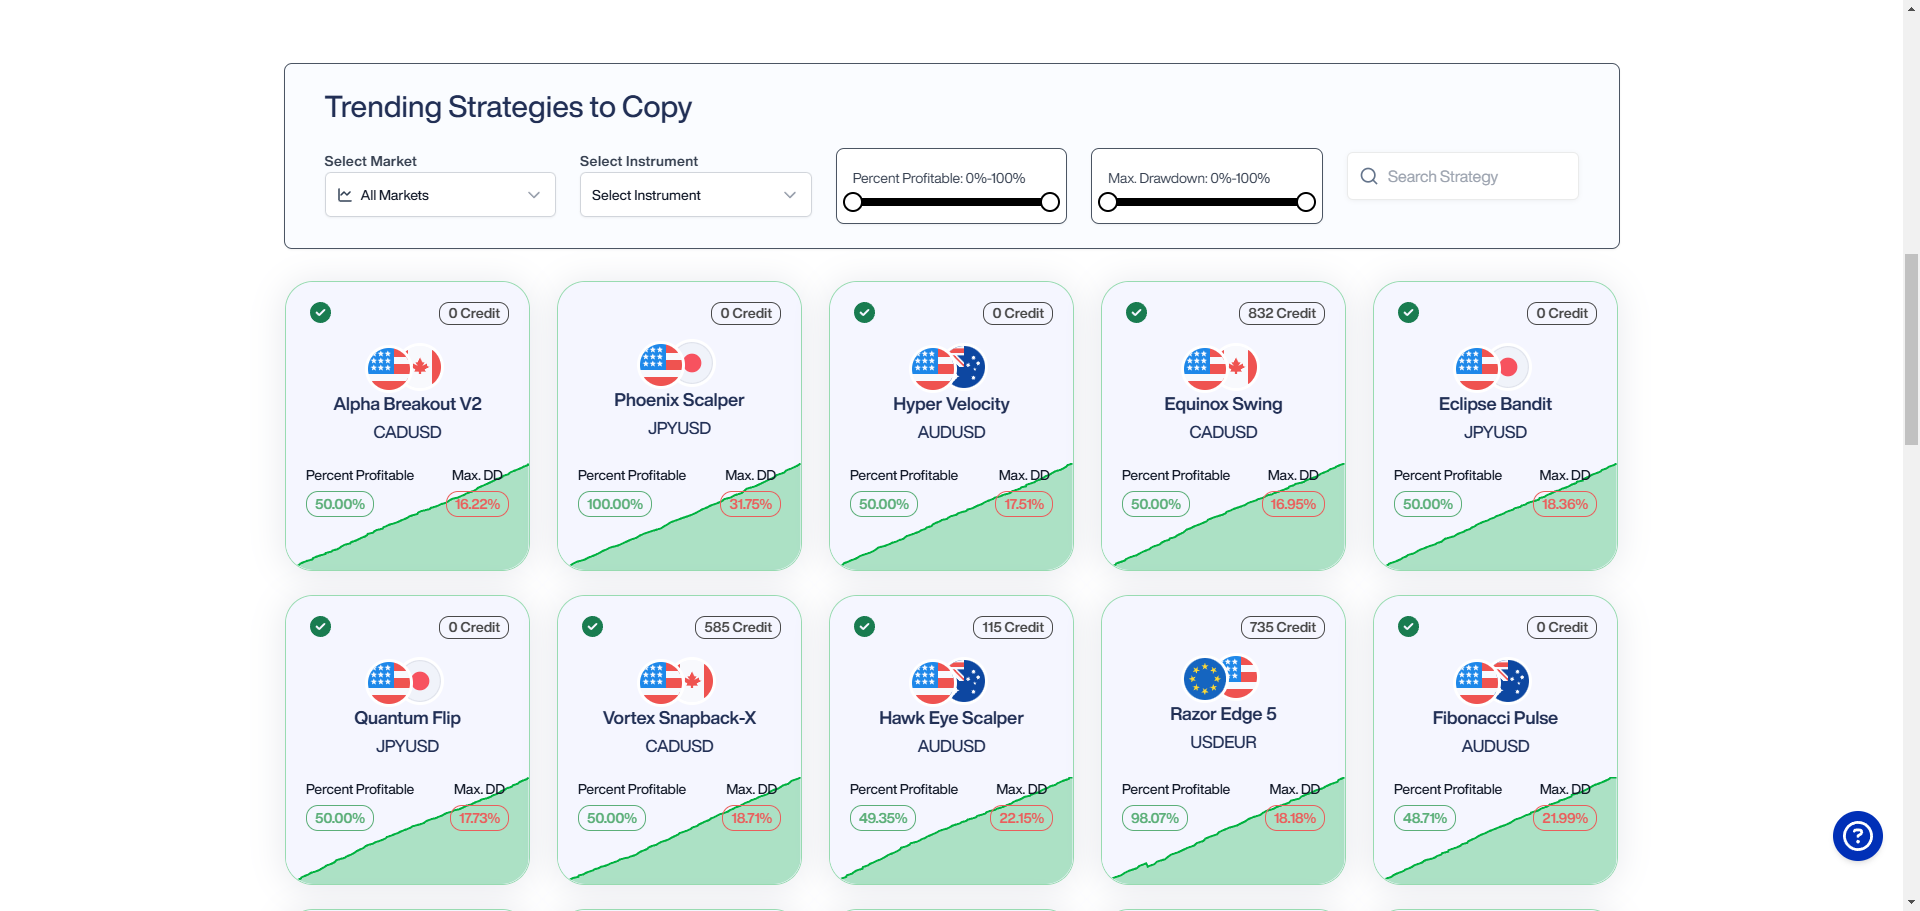 Trending Strategies to Copy
Select Market
All Markets
Select Instrument
Select Instrument
Percent Profitable: 0%-100%
Max. Drawdown: 0%-100%
Search Strategy
0 Credit
Alpha Breakout V2
CADUSD
Percent Profitable Max. DD
50.00% 16.22%
0 Credit
Phoenix Scalper
JPYUSD
Percent Profitable Max. DD
100.00% 31.75%
0 Credit
Hyper Velocity
AUDUSD
Percent Profitable Max. DD
50.00% 17.51%
832 Credit
Equinox Swing
CADUSD
Percent Profitable Max. DD
50.00% 16.95%
0 Credit
Eclipse Bandit
JPYUSD
Percent Profitable Max. DD
50.00% 18.36%
0 Credit
Quantum Flip
JPYUSD
Percent Profitable Max. DD
50.00% 17.73%
585 Credit
Vortex Snapback-X
CADUSD
Percent Profitable Max. DD
50.00% 18.71%
115 Credit
Hawk Eye Scalper
AUDUSD
Percent Profitable Max. DD
49.35% 22.15%
735 Credit
Razor Edge 5
USDEUR
Percent Profitable Max. DD
98.07% 18.18%
0 Credit
Fibonacci Pulse
AUDUSD
Percent Profitable Max. DD
48.71% 21.99%